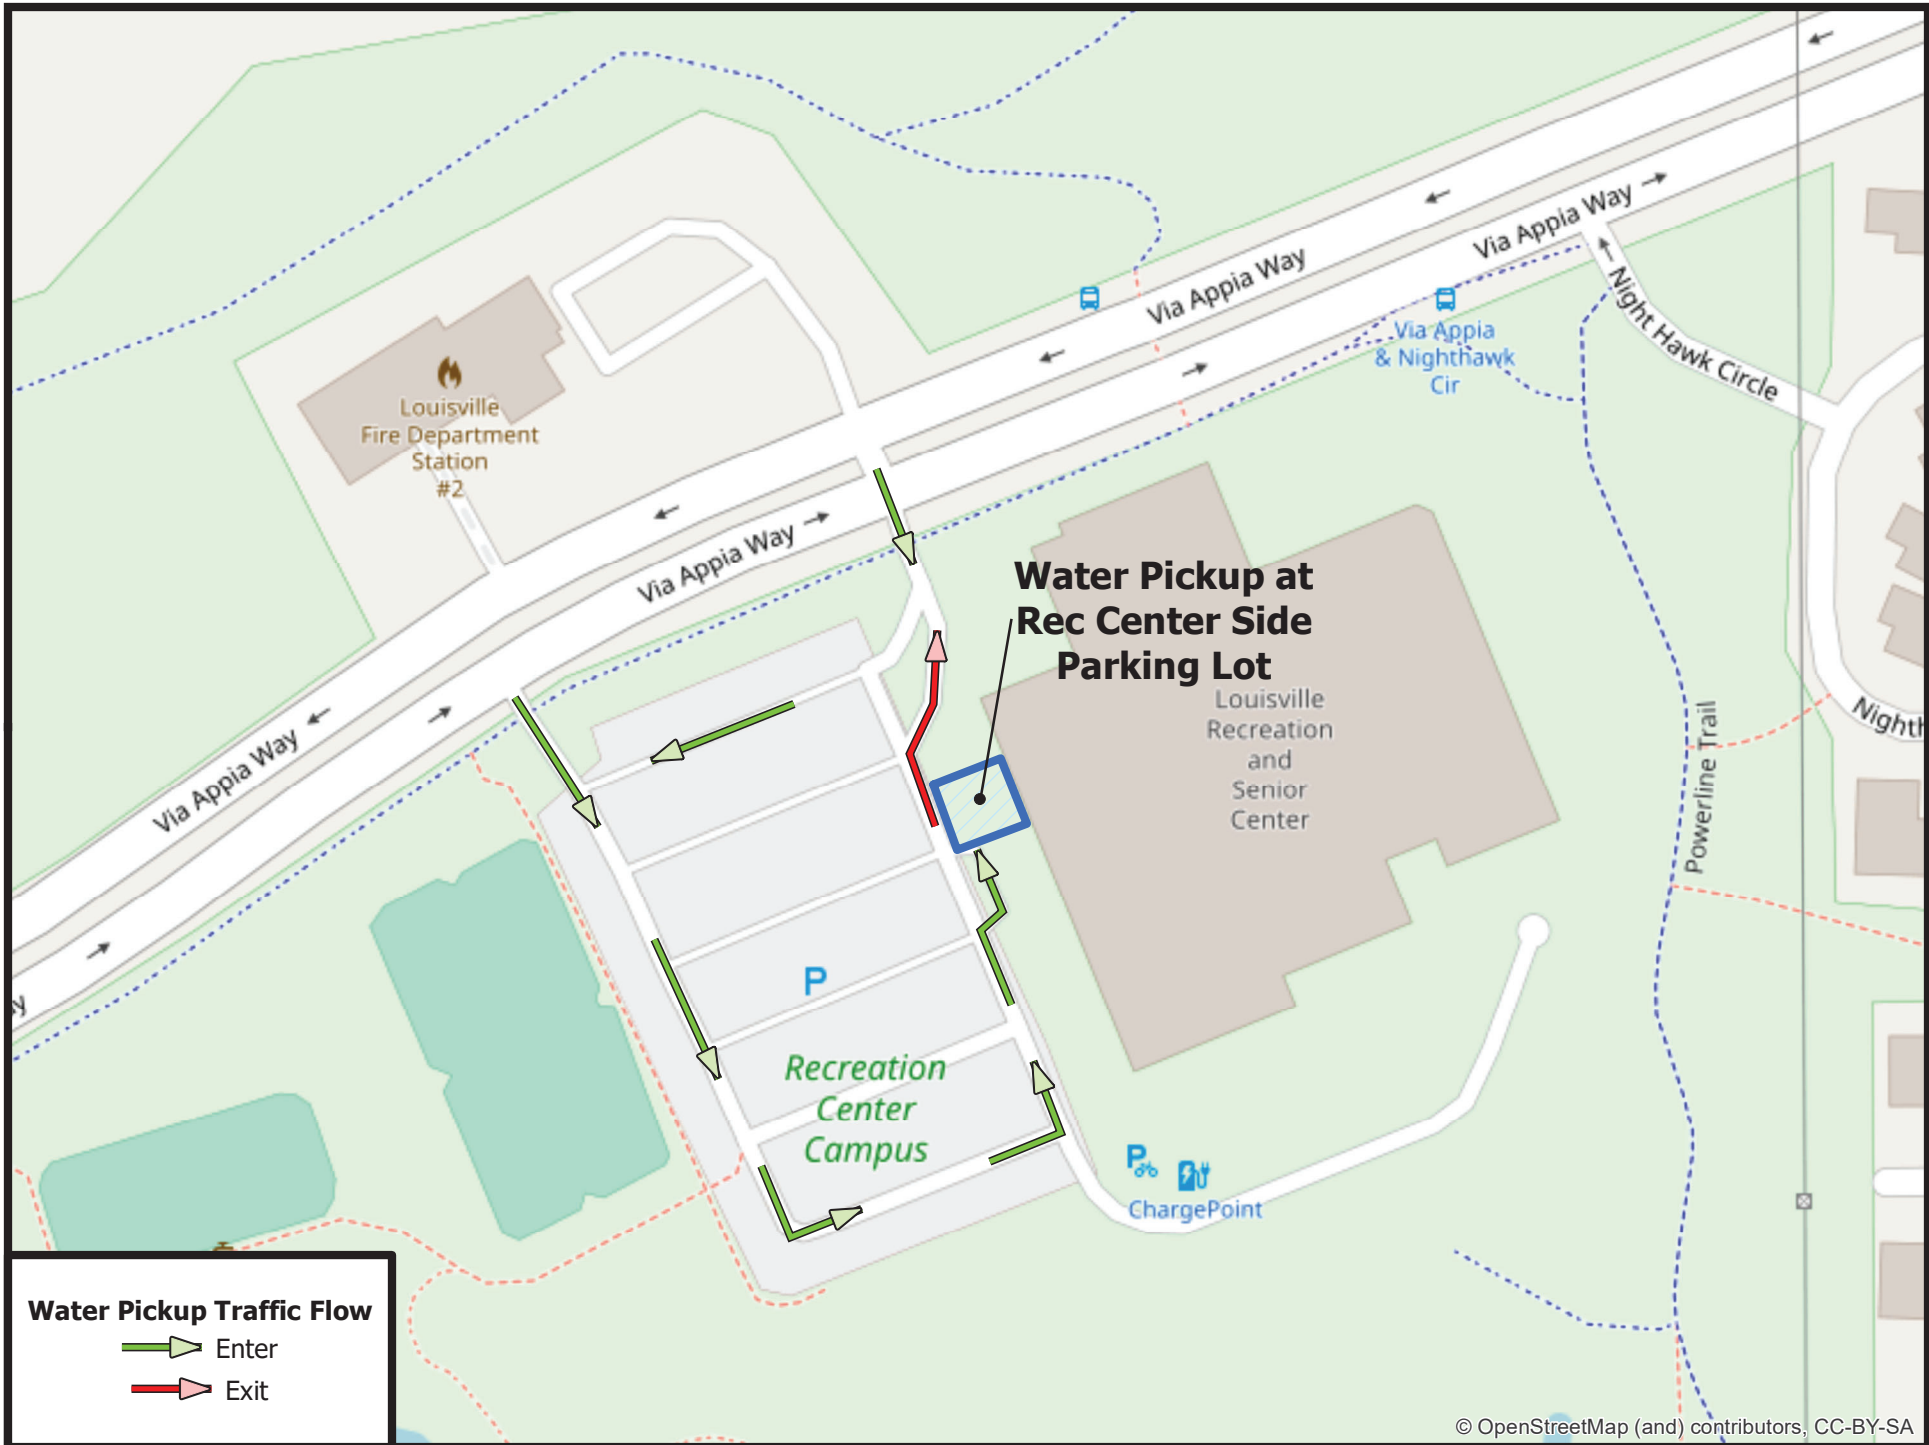 Via Appia Way
Via Appia Way
Via Appia
& Nighthawk
Cir
Night Hawk Circle
Louisville
Fire Department
Station
#2
Via Appia Way
Water Pickup at
Rec Center Side
Parking Lot
Louisville
Recreation
and
Senior
Center
Powerline Trail
Nighth
Via Appia Way
P
Recreation
Center
Campus
P
ChargePoint
ay
Water Pickup Traffic Flow
Enter
Exit
© OpenStreetMap (and) contributors, CC-BY-SA